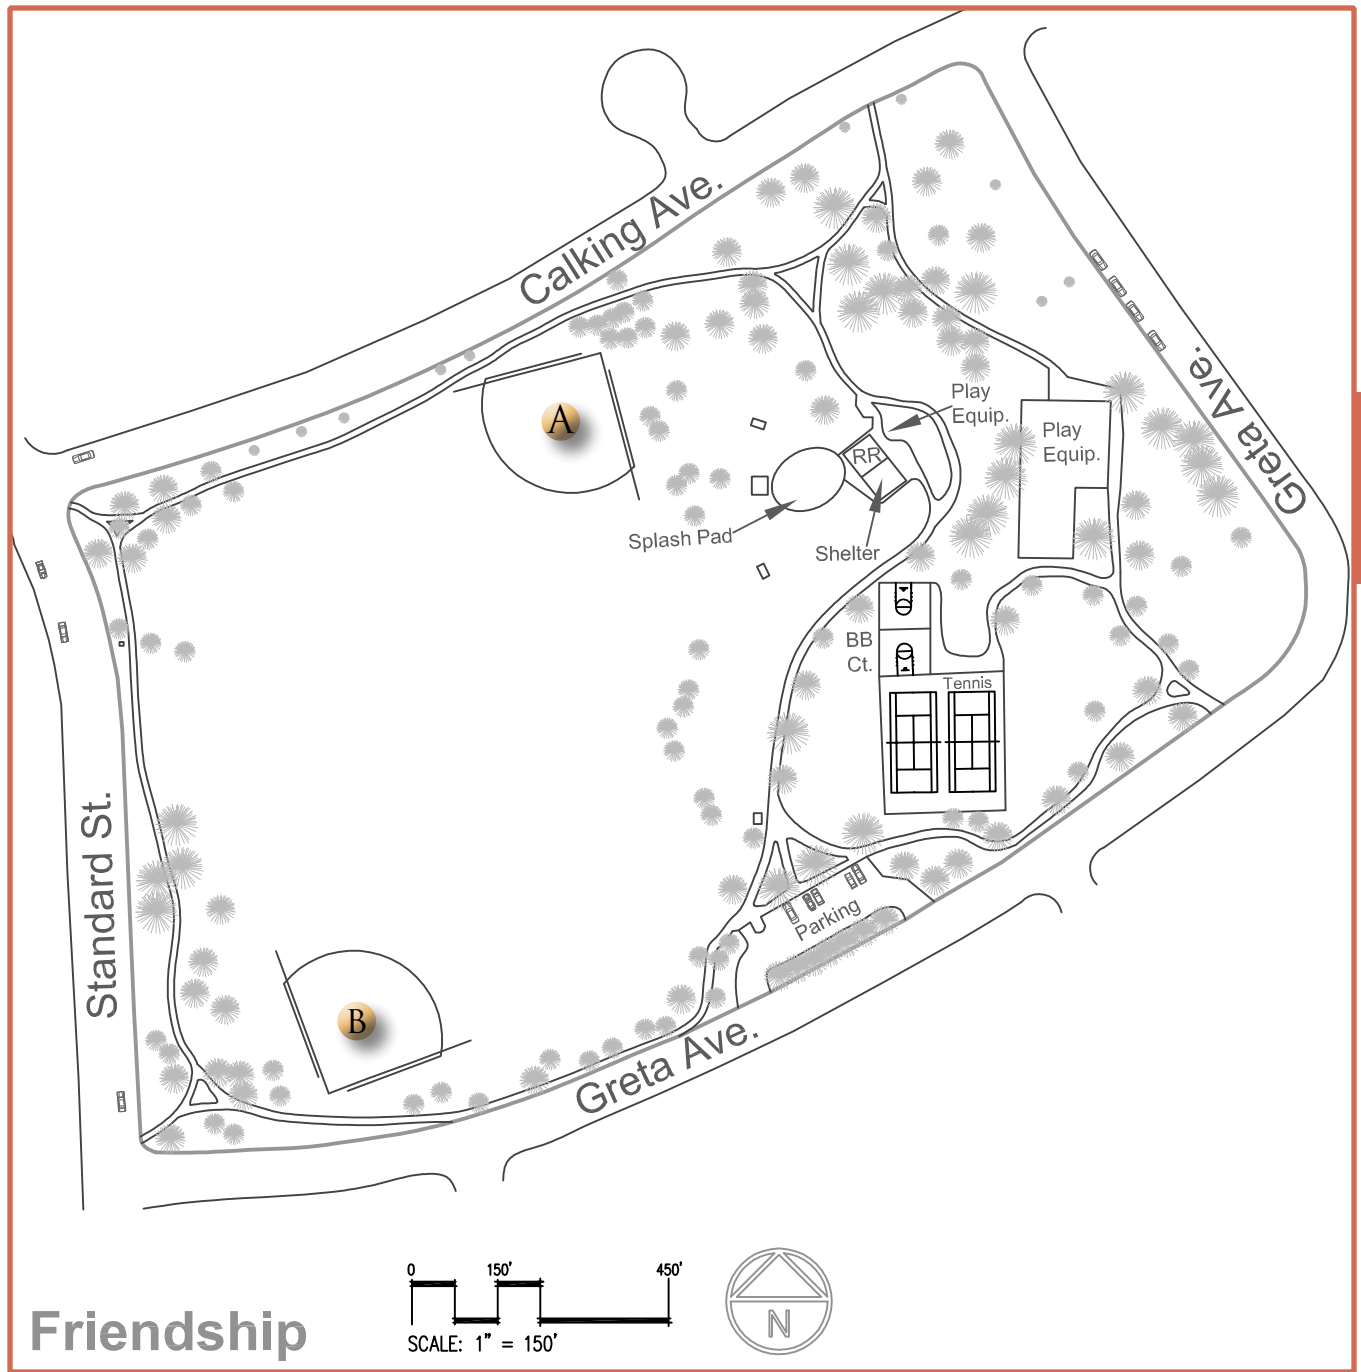 Calking Ave.
Greta Ave.
A
Play
Equip.
Play
Equip.
RR
Splash Pad
Shelter
BB
Ct.
Tennis
Standard St.
Parking
B
Greta Ave.
0 150' 450'
SCALE: 1" = 150'
N
Friendship